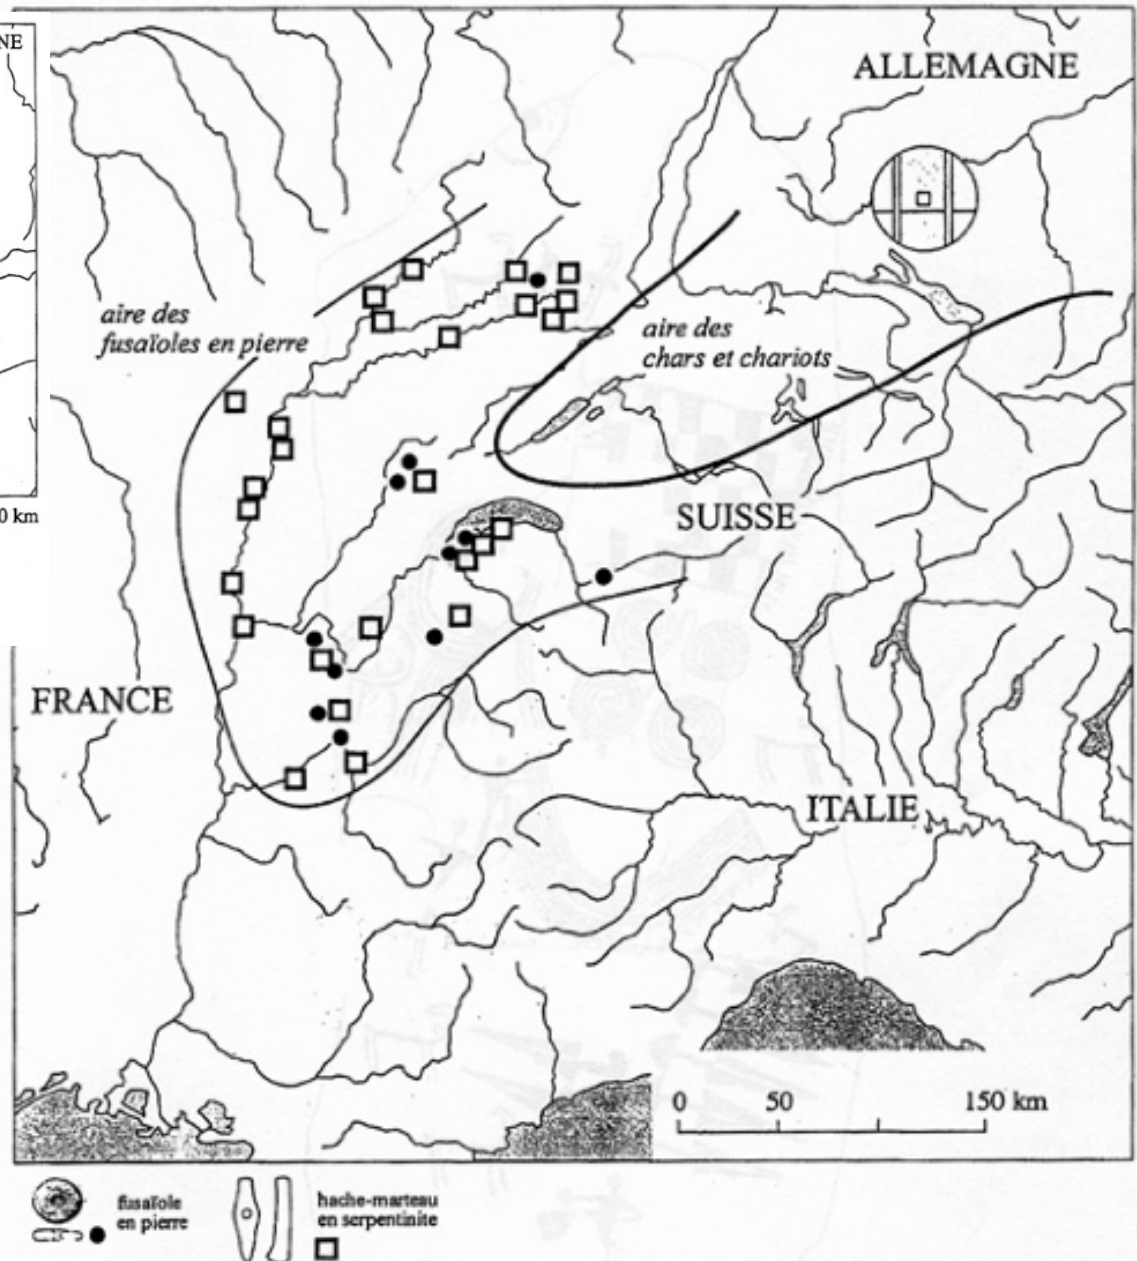 NE
ALLEMAGNE
aire des
fusaïoles en pierre
aire des
chars et chariots
0 km
SUISSE
FRANCE
ITALIE
0 50 150 km
fusaïole
en pierre
hache-marteau
en serpentinite